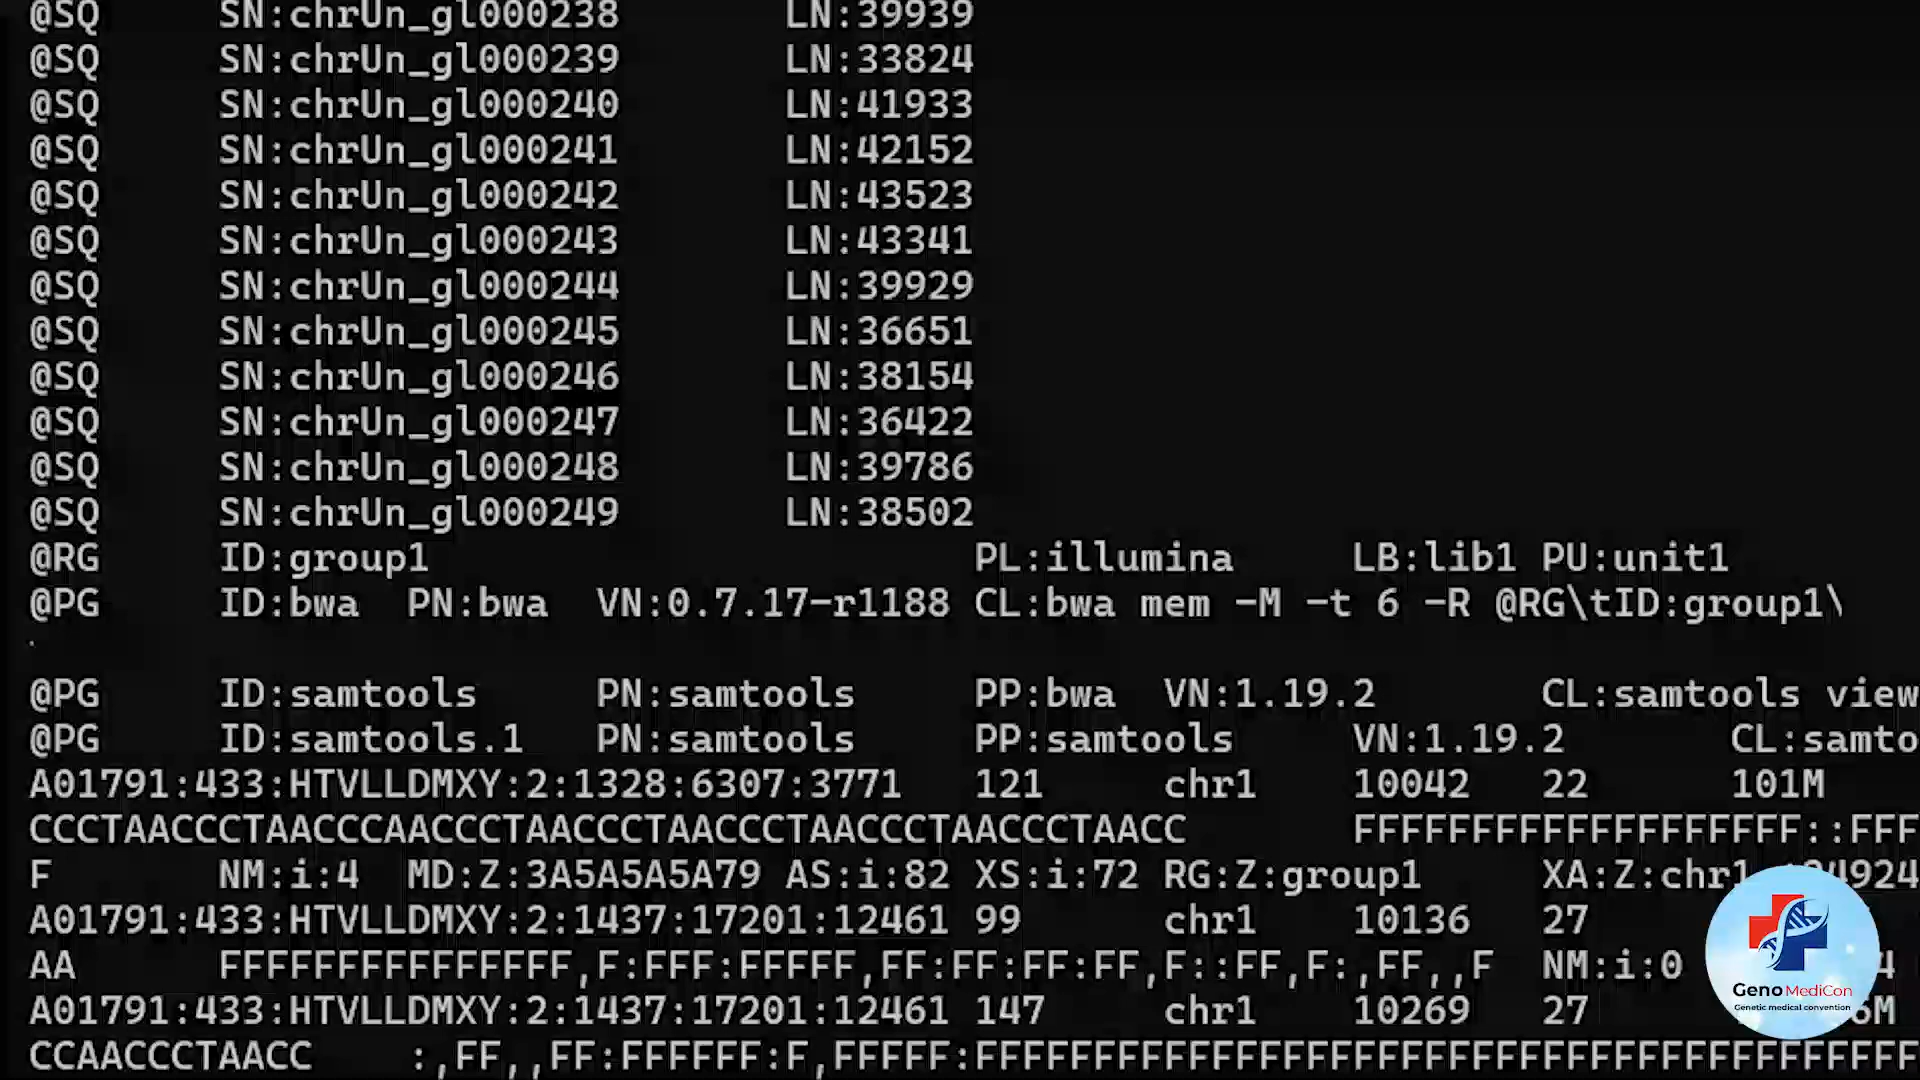 @SQ SN:chrUn_gl000238 LN:39939
@SQ SN:chrUn_gl000239 LN:33824
@SQ SN:chrUn_gl000240 LN:41933
@SQ SN:chrUn_gl000241 LN:42152
@SQ SN:chrUn_gl000242 LN:43523
@SQ SN:chrUn_gl000243 LN:43341
@SQ SN:chrUn_gl000244 LN:39929
@SQ SN:chrUn_gl000245 LN:36651
@SQ SN:chrUn_gl000246 LN:38154
@SQ SN:chrUn_gl000247 LN:36422
@SQ SN:chrUn_gl000248 LN:39786
@SQ SN:chrUn_gl000249 LN:38502
@RG ID:group1 PL:illumina LB:lib1 PU:unit1
@PG ID:bwa PN:bwa VN:0.7.17-r1188 CL:bwa mem -M -t 6 -R @RG\tID:group1\
@PG ID:samtools PN:samtools PP:bwa VN:1.19.2 CL:samtools view
@PG ID:samtools.1 PN:samtools PP:samtools VN:1.19.2 CL:samto
A01791:433:HTVLLDMXY:2:1328:6307:3771 121 chr1 10042 22 101M
CCCTAACCCTAACCCAACCCTAACCCTAACCCTAACCCTAACCCTAACC FFFFFFFFFFFFFFFFFFF::FFF
F NM:i:4 MD:Z:3A5A5A5A79 AS:i:82 XS:i:72 RG:Z:group1 XA:Z:chr1
A01791:433:HTVLLDMXY:2:1437:17201:12461 99 chr1 10136 27
AA FFFFFFFFFFFFFFF,F:FFF:FFFFF,FF:FF:FF:FF,F::FF,F:,FF,,F NM:i:0
A01791:433:HTVLLDMXY:2:1437:17201:12461 147 chr1 10269 27
CCAACCCTAACC :,FF,,FF:FFFFFF:F,FFFFF:FFFFFFFFFFFFFFFFFFFFFFFFFFFFFFFFFFFFFFFF
Geno MediCon
Genetic medical convention